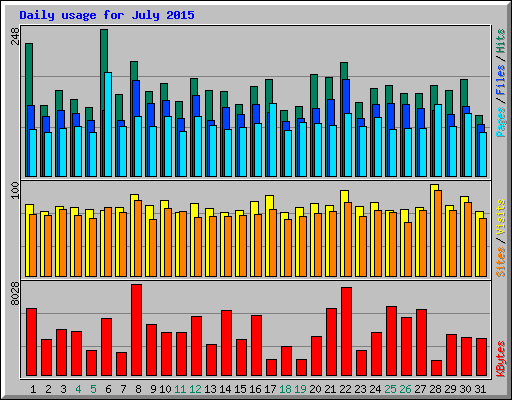 Daily usage for July 2015
248
Pages / Files / Hits
100
Sites / Visits
8028
KBytes
1 2 3 4 5 6 7 8 9 10 11 12 13 14 15 16 17 18 19 20 21 22 23 24 25 26 27 28 29 30 31